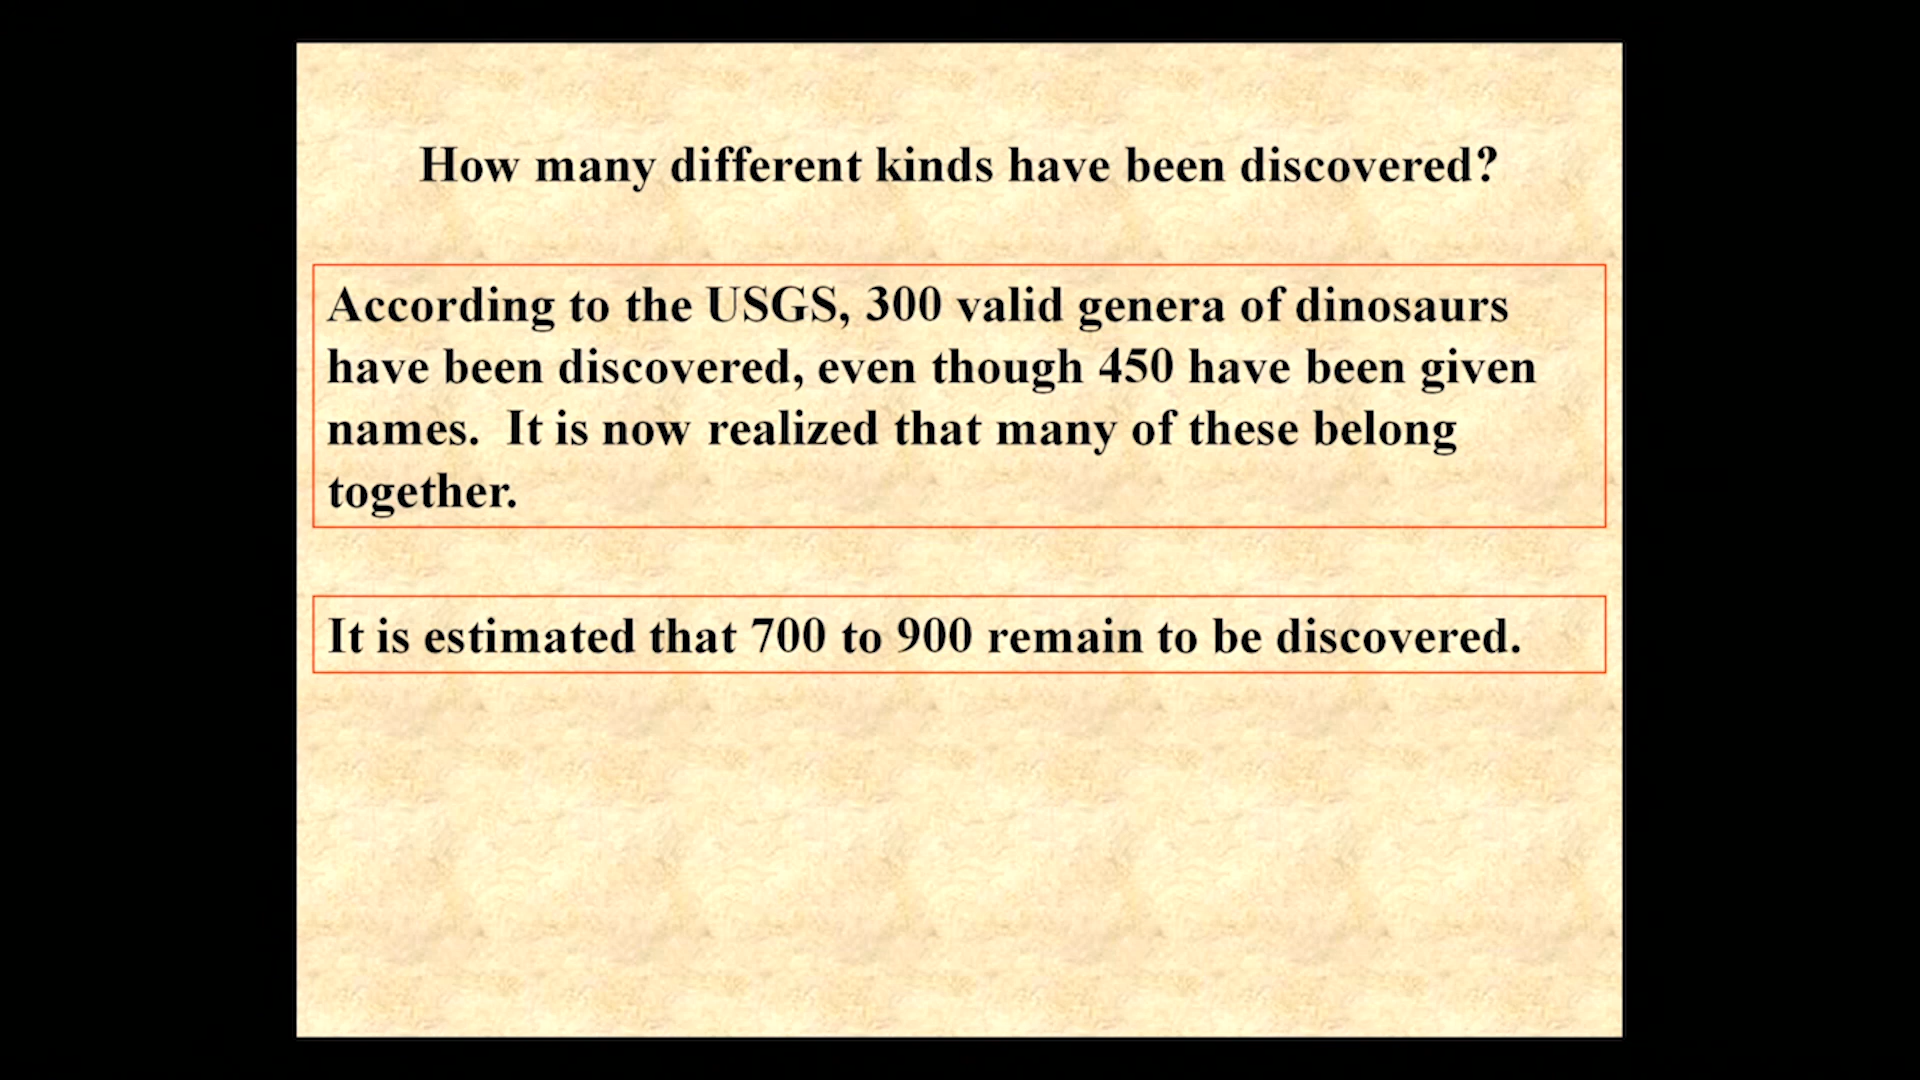 How many different kinds have been discovered?
According to the USGS, 300 valid genera of dinosaurs
have been discovered, even though 450 have been given
names.  It is now realized that many of these belong
together.
It is estimated that 700 to 900 remain to be discovered.